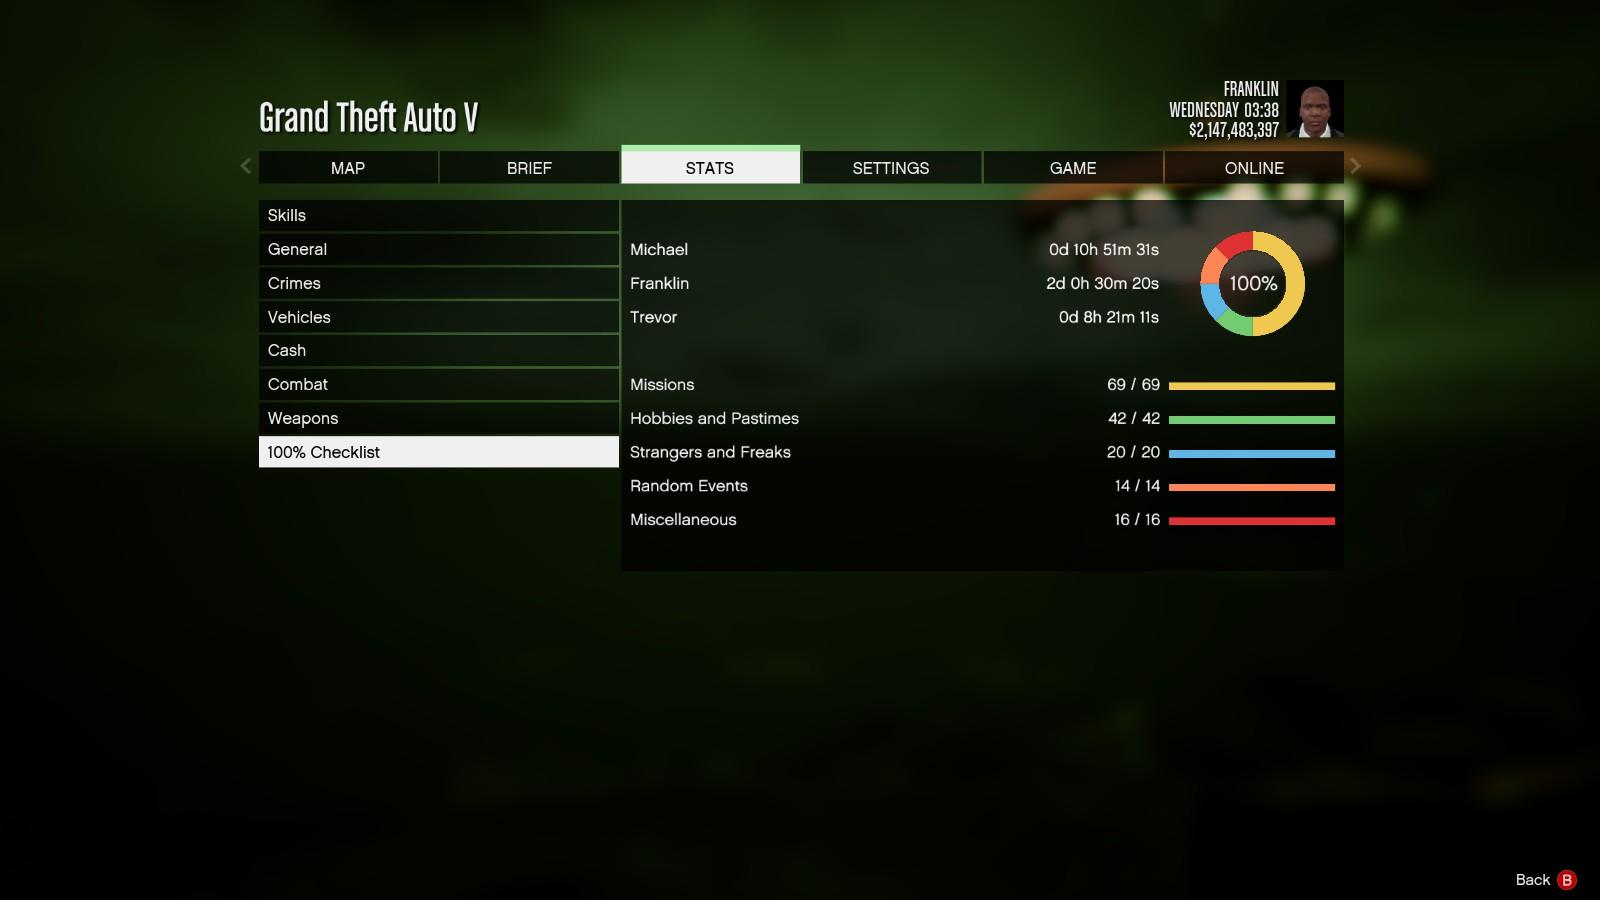 Grand Theft Auto V
FRANKLIN
WEDNESDAY 03:38
$2,147,483,397
MAP
BRIEF
STATS
SETTINGS
GAME
ONLINE
Skills
General
Crimes
Vehicles
Cash
Combat
Weapons
100% Checklist
Michael 0d 10h 51m 31s
Franklin 2d 0h 30m 20s
Trevor 0d 8h 21m 11s
100%
Missions 69 / 69
Hobbies and Pastimes 42 / 42
Strangers and Freaks 20 / 20
Random Events 14 / 14
Miscellaneous 16 / 16
Back B